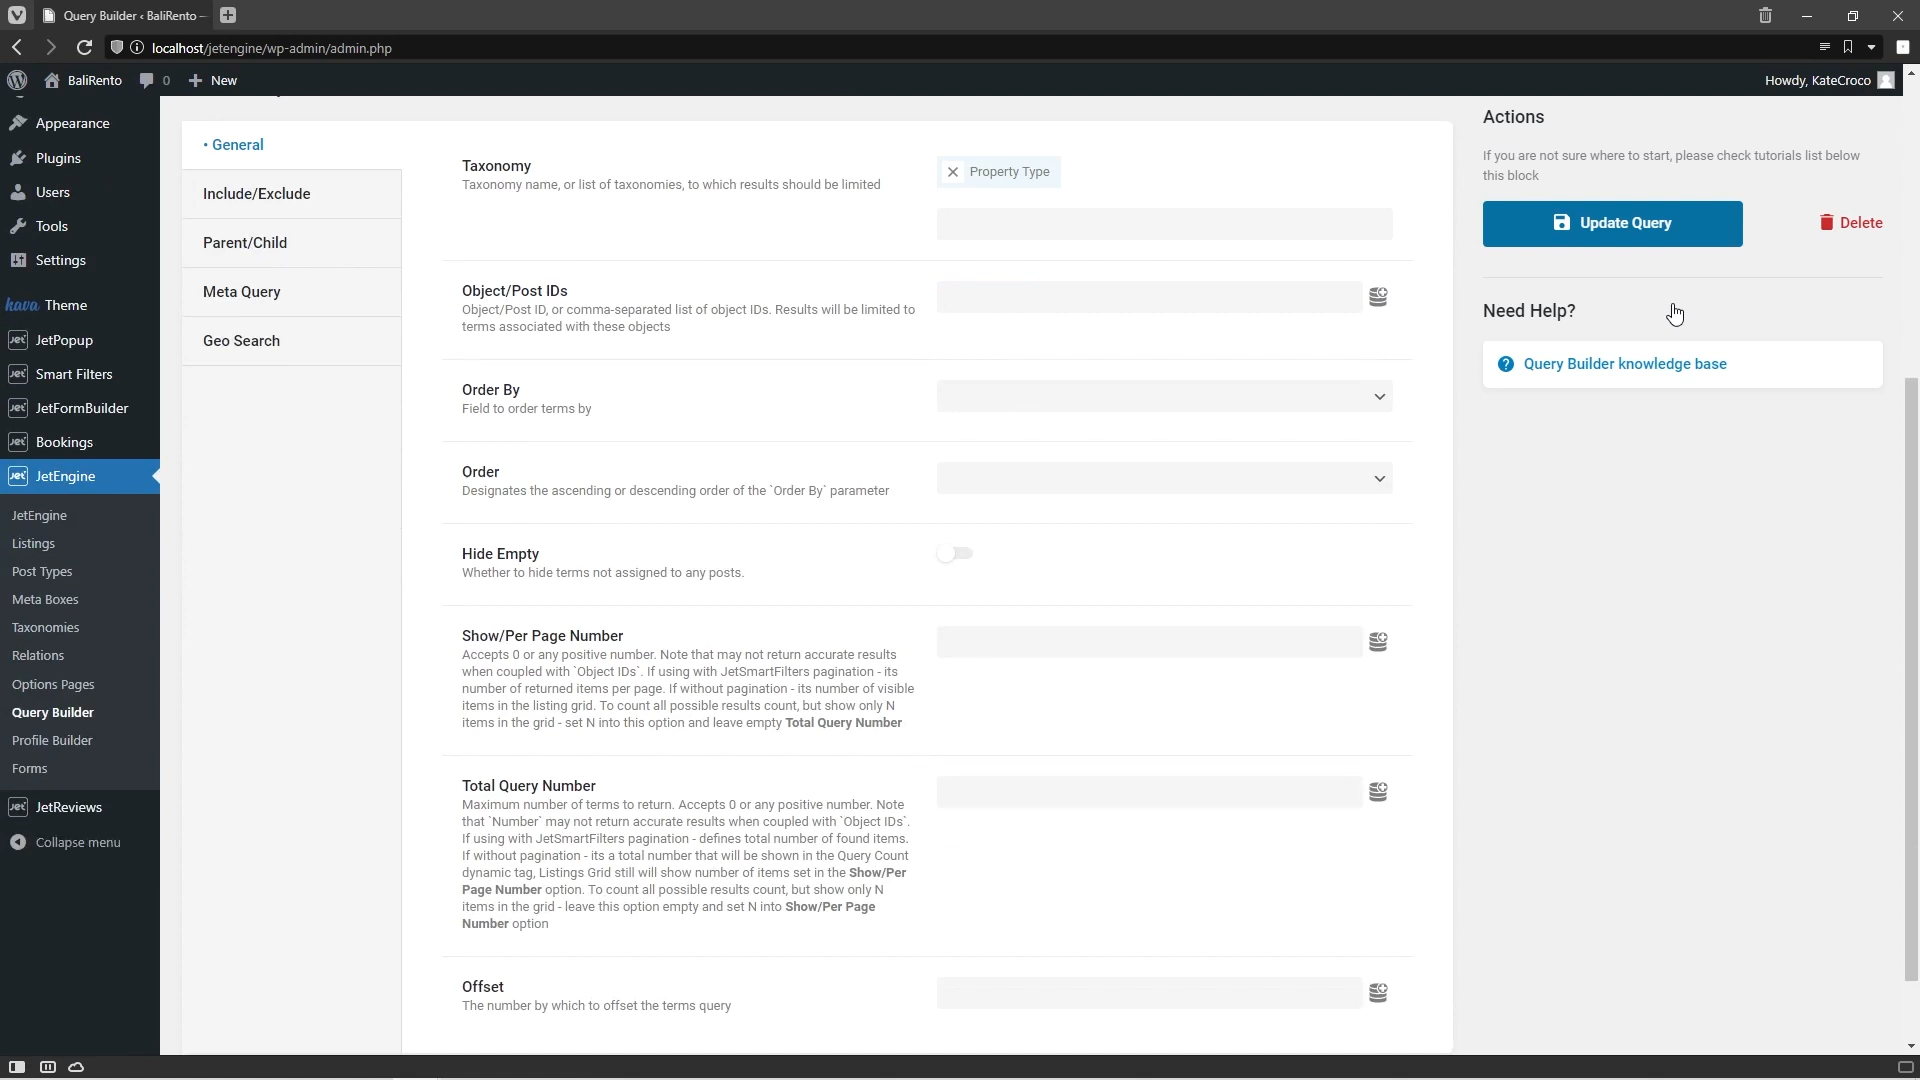 Query Builder ‹ BaliRento –
localhost/jetengine/wp-admin/admin.php
BaliRento
0
New
Howdy, KateCroco
Appearance
Plugins
Users
Tools
Settings
kava Theme
Jet JetPopup
Jet Smart Filters
Jet JetFormBuilder
Jet Bookings
Jet JetEngine
JetEngine
Listings
Post Types
Meta Boxes
Taxonomies
Relations
Options Pages
Query Builder
Profile Builder
Forms
Jet JetReviews
Collapse menu
• General
Include/Exclude
Parent/Child
Meta Query
Geo Search
Taxonomy
Taxonomy name, or list of taxonomies, to which results should be limited
Property Type
Object/Post IDs
Object/Post ID, or comma-separated list of object IDs. Results will be limited to
terms associated with these objects
Order By
Field to order terms by
Order
Designates the ascending or descending order of the `Order By` parameter
Hide Empty
Whether to hide terms not assigned to any posts.
Show/Per Page Number
Accepts 0 or any positive number. Note that may not return accurate results
when coupled with `Object IDs`. If using with JetSmartFilters pagination - its
number of returned items per page. If without pagination - its number of visible
items in the listing grid. To count all possible results count, but show only N
items in the grid - set N into this option and leave empty Total Query Number
Total Query Number
Maximum number of terms to return. Accepts 0 or any positive number. Note
that `Number` may not return accurate results when coupled with `Object IDs`.
If using with JetSmartFilters pagination - defines total number of found items.
If without pagination - its a total number that will be shown in the Query Count
dynamic tag, Listings Grid still will show number of items set in the Show/Per
Page Number option. To count all possible results count, but show only N
items in the grid - leave this option empty and set N into Show/Per Page
Number option
Offset
The number by which to offset the terms query
Actions
If you are not sure where to start, please check tutorials list below
this block
Update Query
Delete
Need Help?
Query Builder knowledge base